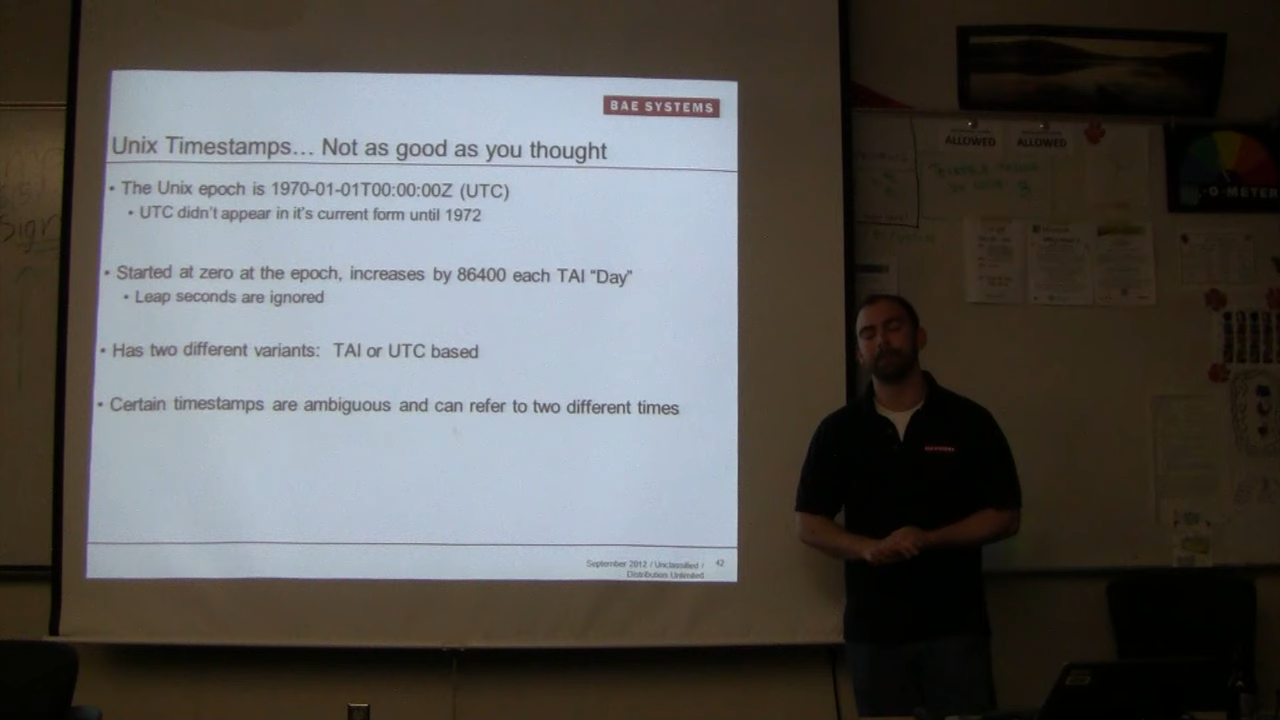 BAE SYSTEMS
Unix Timestamps... Not as good as you thought
• The Unix epoch is 1970-01-01T00:00:00Z (UTC)
• UTC didn't appear in it's current form until 1972
• Started at zero at the epoch, increases by 86400 each TAI "Day"
• Leap seconds are ignored
• Has two different variants: TAI or UTC based
• Certain timestamps are ambiguous and can refer to two different times
September 2012 / Unclassified /
Distribution Unlimited
42
ALLOWED
ALLOWED
-O-METER
Sign